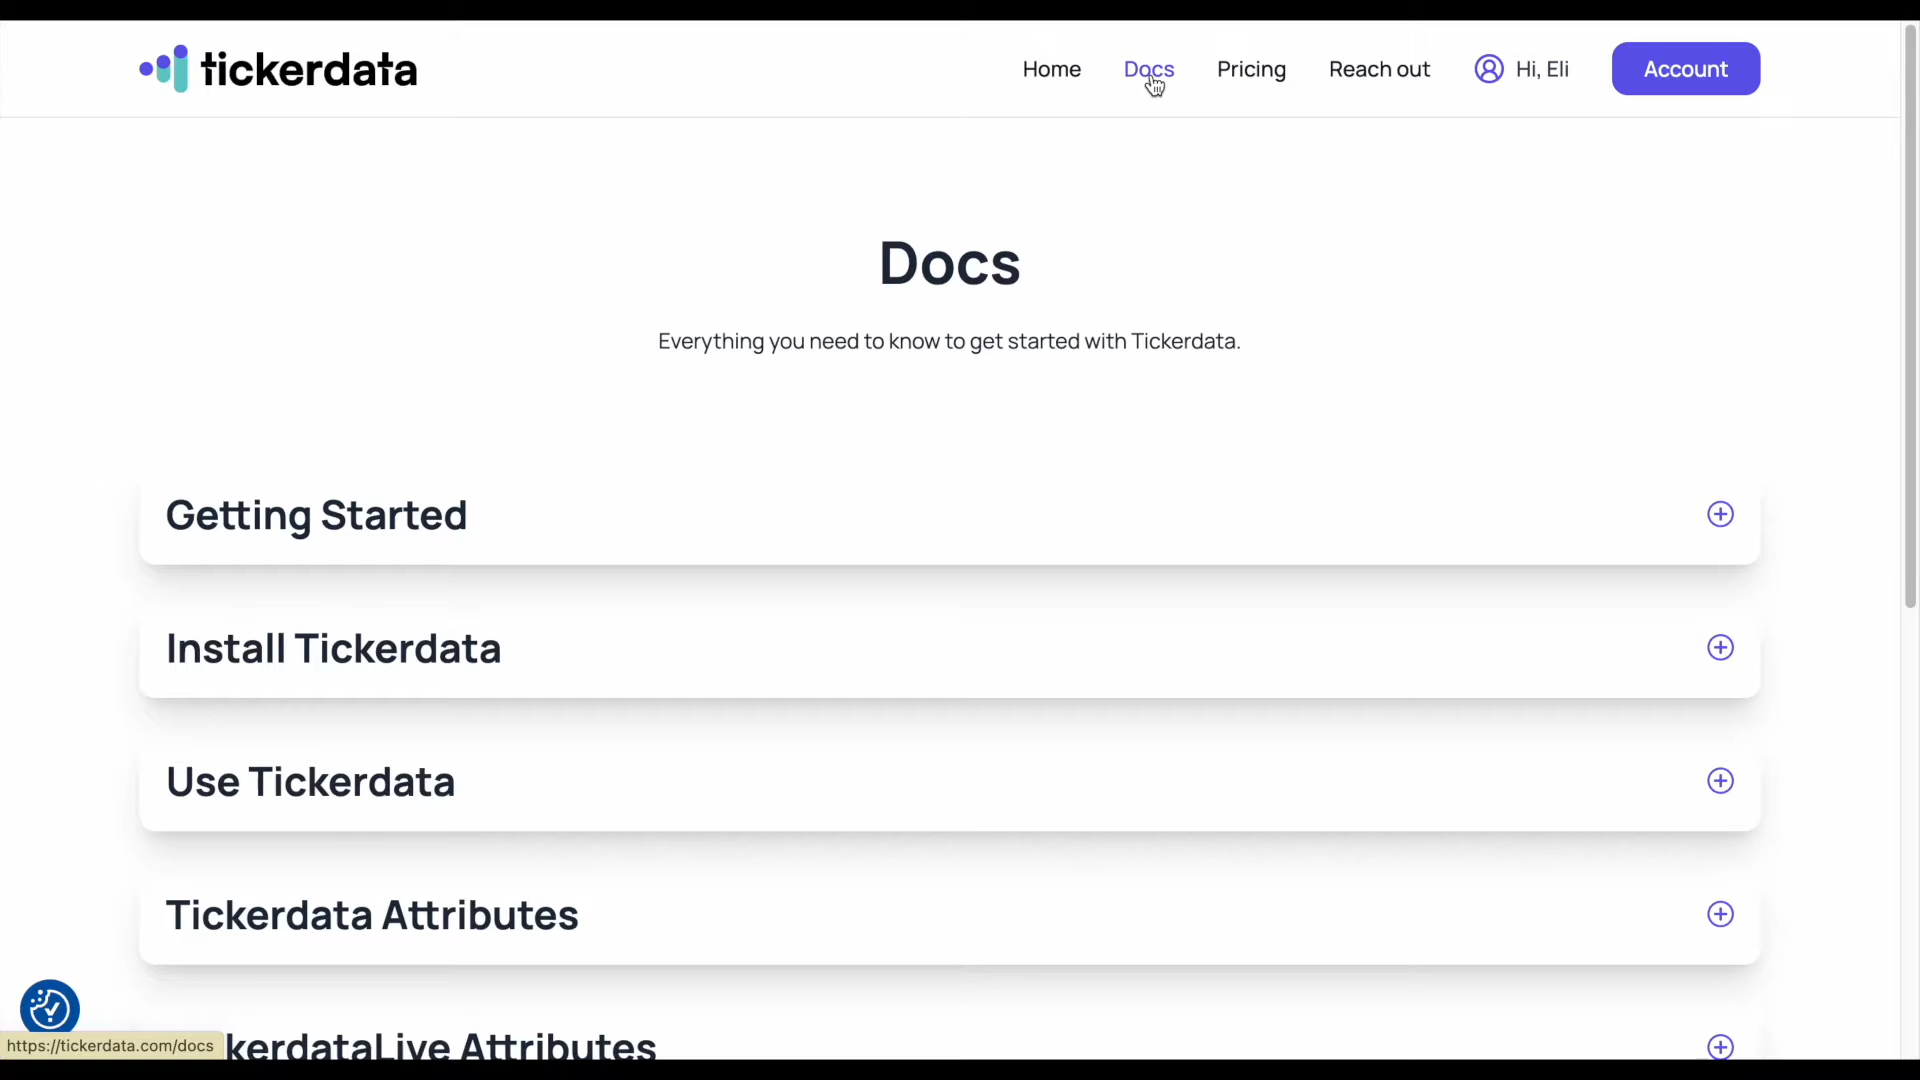 tickerdata
Home
Docs
Pricing
Reach out
Hi, Eli
Account
Docs
Everything you need to know to get started with Tickerdata.
Getting Started
Install Tickerdata
Use Tickerdata
Tickerdata Attributes
kerdataLive Attributes
https://tickerdata.com/docs